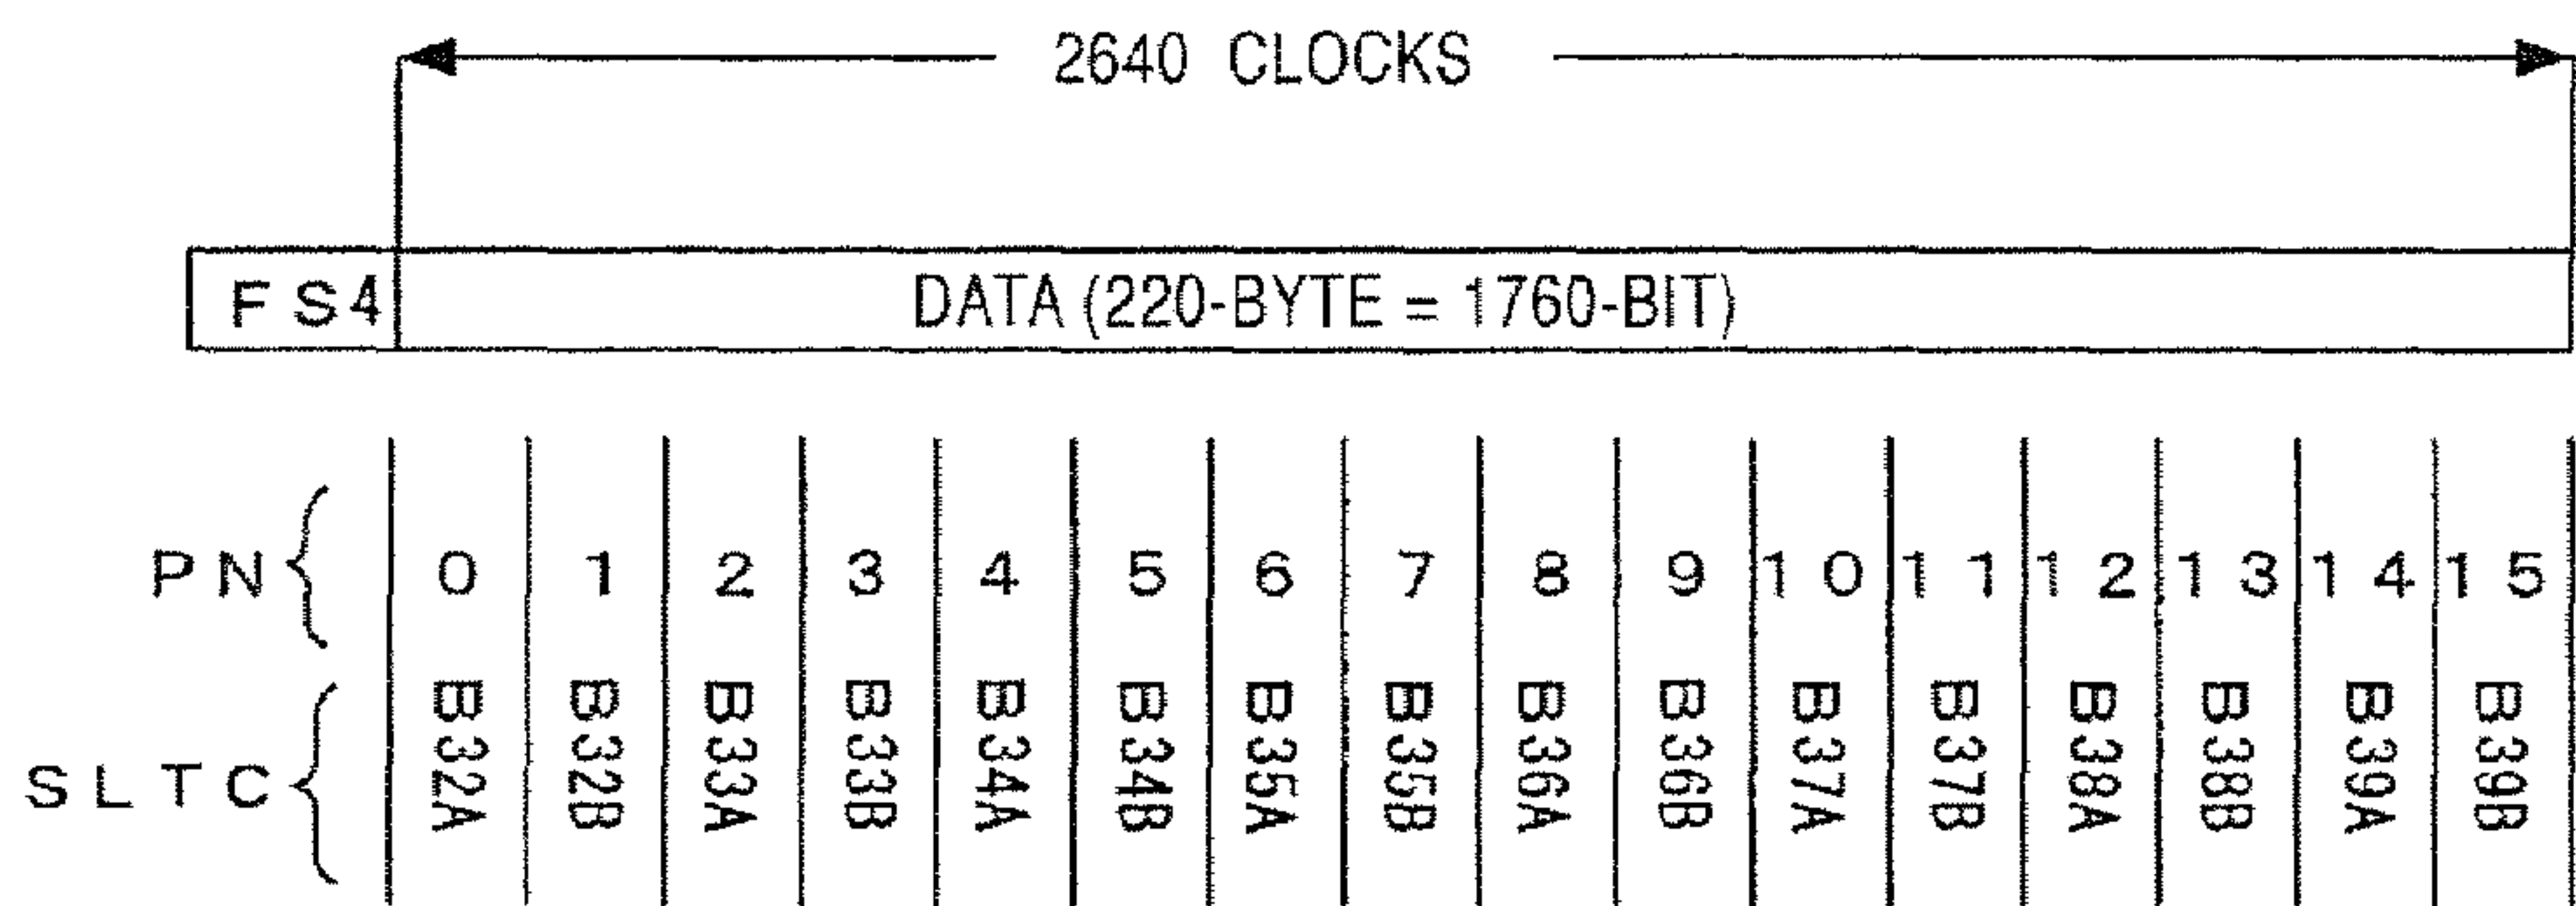 2640 CLOCKS
FS4 DATA (220-BYTE = 1760-BIT)
PN 0 1 2 3 4 5 6 7 8 9 10 11 12 13 14 15
SLTC B32A B32B B33A B33B B34A B34B B35A B35B B36A B36B B37A B37B B38A B38B B39A B39B